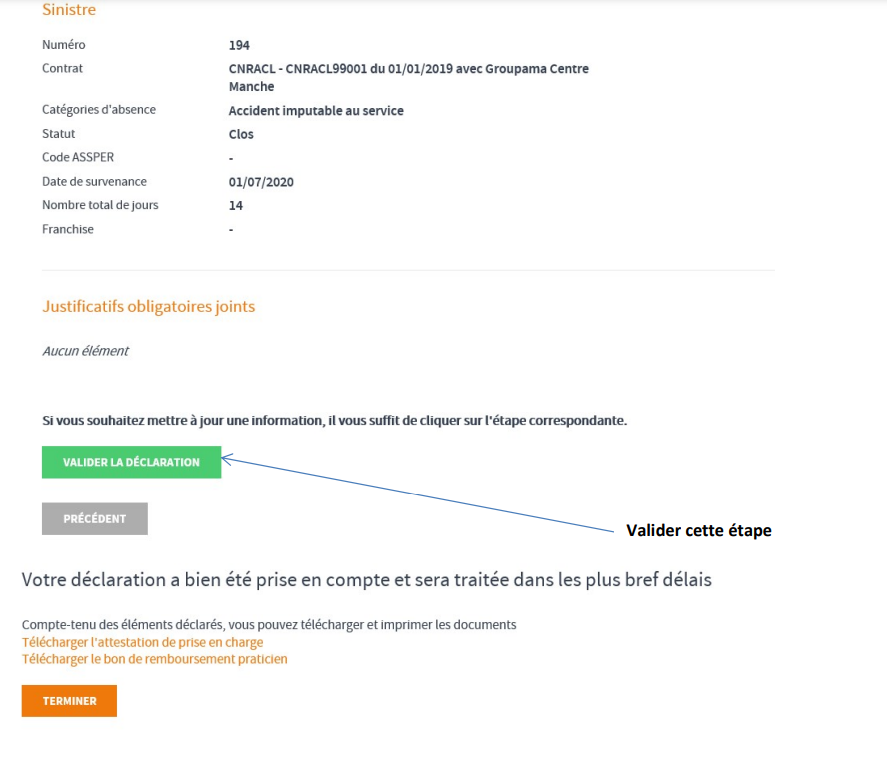 Sinistre
Numéro 194
Contrat CNRACL - CNRACL99001 du 01/01/2019 avec Groupama Centre
Manche
Catégories d'absence Accident imputable au service
Statut Clos
Code ASSPER -
Date de survenance 01/07/2020
Nombre total de jours 14
Franchise -
Justificatifs obligatoires joints
Aucun élément
Si vous souhaitez mettre à jour une information, il vous suffit de cliquer sur l'étape correspondante.
VALIDER LA DÉCLARATION
PRÉCÉDENT
Valider cette étape
Votre déclaration a bien été prise en compte et sera traitée dans les plus bref délais
Compte-tenu des éléments déclarés, vous pouvez télécharger et imprimer les documents
Télécharger l'attestation de prise en charge
Télécharger le bon de remboursement praticien
TERMINER